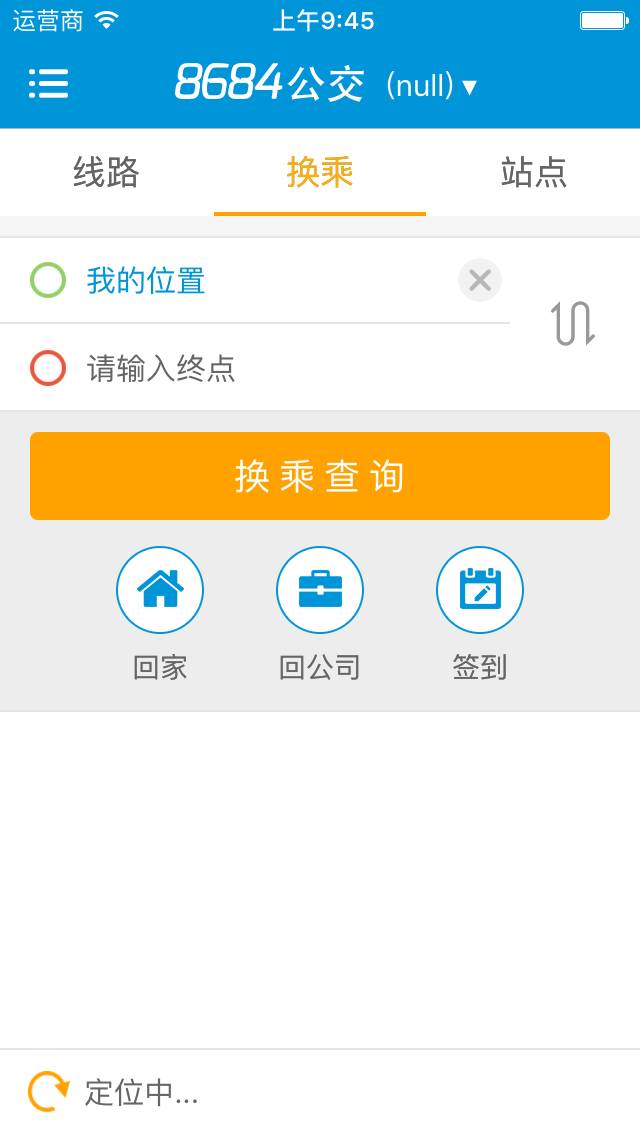 运营商 上午9:45
8684公交 (null) ▾
线路 换乘 站点
我的位置
请输入终点
换乘查询
回家 回公司 签到
定位中...